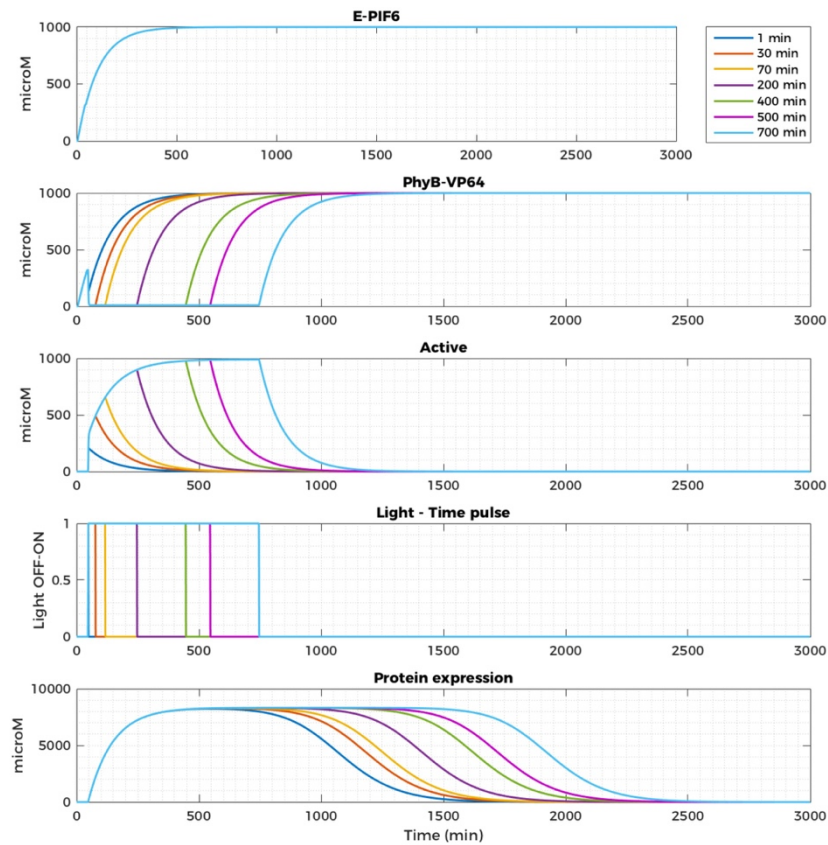 E-PIF6
1000
500
0
microM
0 500 1000 1500 2000 2500 3000
1 min
30 min
70 min
200 min
400 min
500 min
700 min
PhyB-VP64
1000
500
0
microM
0 500 1000 1500 2000 2500 3000
Active
1000
500
0
microM
0 500 1000 1500 2000 2500 3000
Light - Time pulse
1
0.5
0
Light OFF-ON
0 500 1000 1500 2000 2500 3000
Protein expression
10000
5000
0
microM
0 500 1000 1500 2000 2500 3000
Time (min)